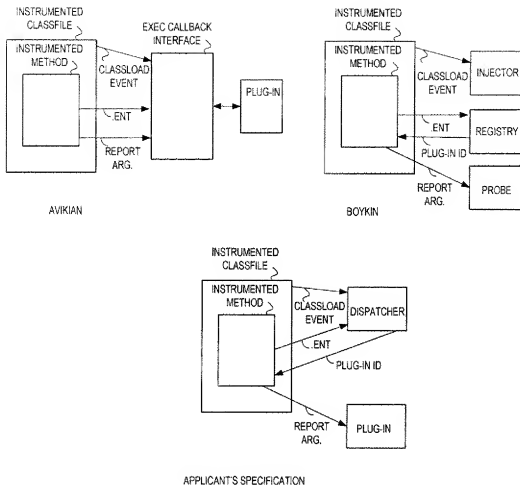 INSTRUMENTED
CLASSFILE
INSTRUMENTED
METHOD
CLASSLOAD
EVENT
EXEC CALLBACK
INTERFACE
.ENT
REPORT
ARG.
PLUG-IN
AVIKIAN
INSTRUMENTED
CLASSFILE
INSTRUMENTED
METHOD
CLASSLOAD
EVENT
INJECTOR
.ENT
REGISTRY
PLUG-IN ID
REPORT
ARG.
PROBE
BOYKIN
INSTRUMENTED
CLASSFILE
INSTRUMENTED
METHOD
CLASSLOAD
EVENT
DISPATCHER
.ENT
PLUG-IN ID
REPORT
ARG.
PLUG-IN
APPLICANT'S SPECIFICATION